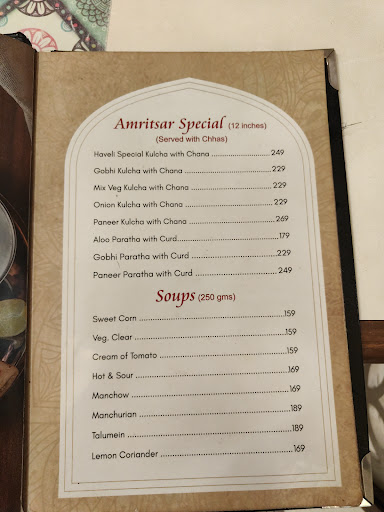 Amritsar Special (12 inches)
(Served with Chhas)
Haveli Special Kulcha with Chana ........................ 249
Gobhi Kulcha with Chana ........................ 229
Mix Veg Kulcha with Chana ........................ 229
Onion Kulcha with Chana ........................ 229
Paneer Kulcha with Chana ........................ 269
Aloo Paratha with Curd ........................ 179
Gobhi Paratha with Curd ........................ 229
Paneer Paratha with Curd ........................ 249
Soups (250 gms)
Sweet Corn ........................ 159
Veg. Clear ........................ 159
Cream of Tomato ........................ 159
Hot & Sour ........................ 169
Manchow ........................ 169
Manchurian ........................ 189
Talumein ........................ 189
Lemon Coriander ........................ 169